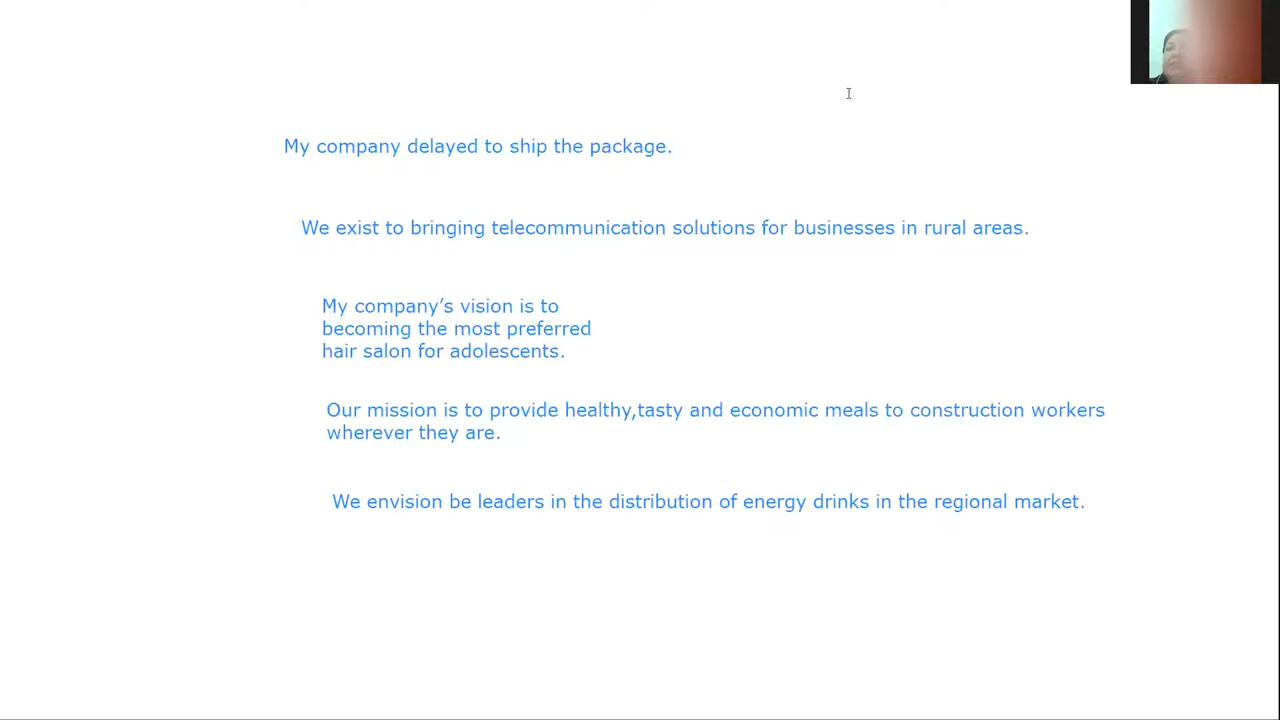 My company delayed to ship the package.
We exist to bringing telecommunication solutions for businesses in rural areas.
My company’s vision is to
becoming the most preferred
hair salon for adolescents.
Our mission is to provide healthy,tasty and economic meals to construction workers
wherever they are.
We envision be leaders in the distribution of energy drinks in the regional market.